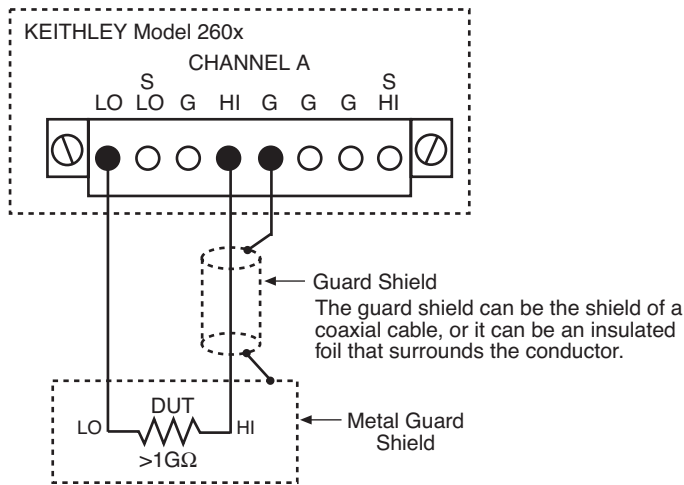 KEITHLEY Model 260x
CHANNEL A
S S
LO LO G HI G G G HI
Guard Shield
The guard shield can be the shield of a
coaxial cable, or it can be an insulated
foil that surrounds the conductor.
DUT
LO HI
>1GΩ
Metal Guard
Shield